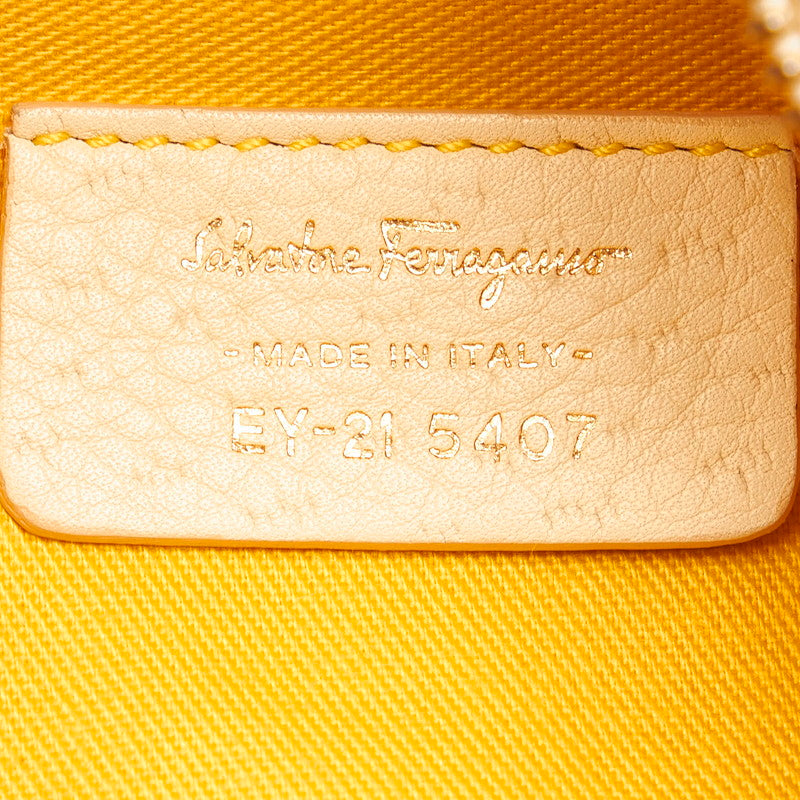 Salvatore Ferragamo
- MADE IN ITALY -
EY-21 5407